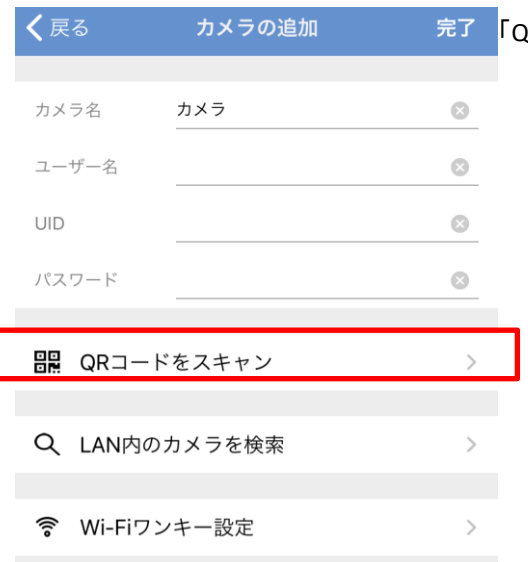 戻る カメラの追加 完了 「Q
カメラ名 カメラ
ユーザー名
UID
パスワード
QRコードをスキャン
LAN内のカメラを検索
Wi-Fiワンキー設定